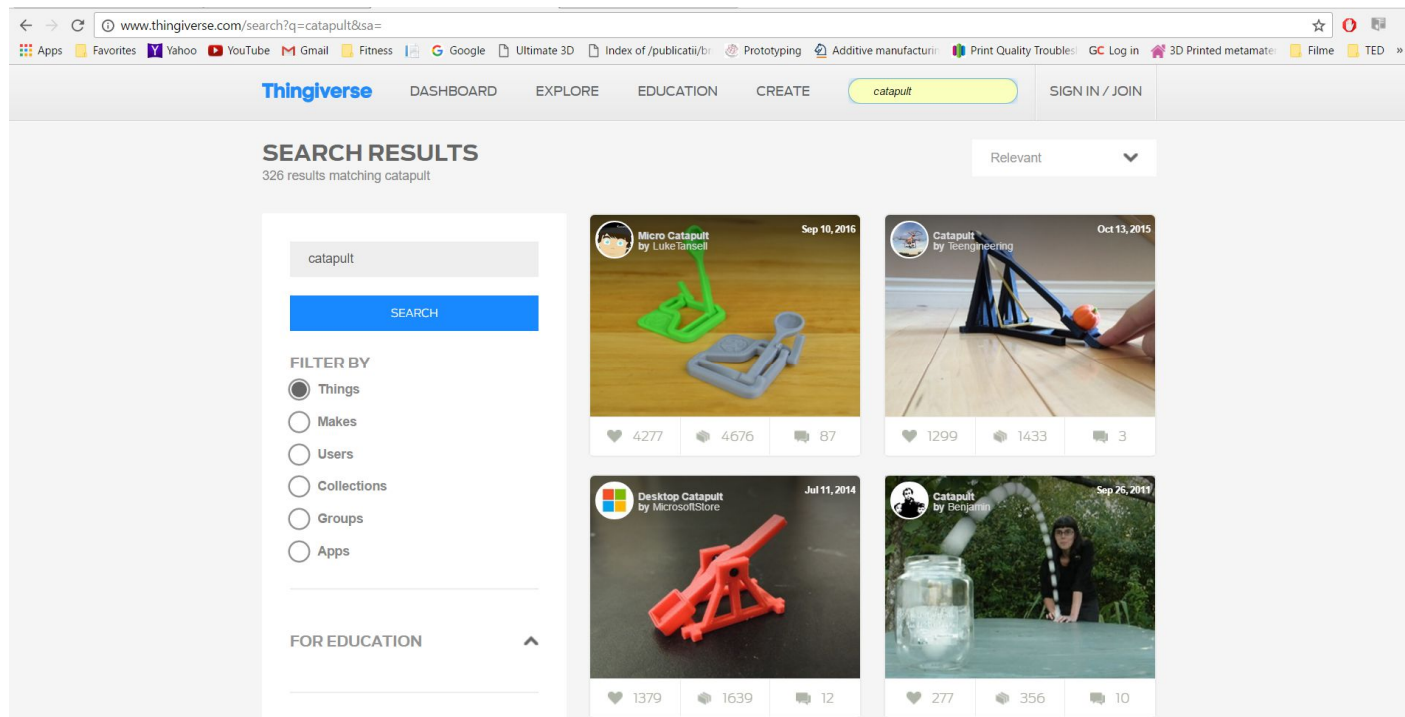 www.thingiverse.com/search?q=catapult&sa=
Apps Favorites Yahoo YouTube Gmail Fitness Google Ultimate 3D Index of /publicatii/b Prototyping Additive manufacturin Print Quality Troubles GC Log in 3D Printed metamate Filme TED »
Thingiverse DASHBOARD EXPLORE EDUCATION CREATE catapult SIGN IN / JOIN
SEARCH RESULTS
326 results matching catapult
Relevant
catapult
SEARCH
FILTER BY
Things
Makes
Users
Collections
Groups
Apps
FOR EDUCATION
Micro Catapult
by LukeTansell
Sep 10, 2016
4277 4676 87
Catapult
by Teengineering
Oct 13, 2015
1299 1433 3
Desktop Catapult
by MicrosoftStore
Jul 11, 2014
1379 1639 12
Catapult
by Benjamin
Sep 26, 2011
277 356 10